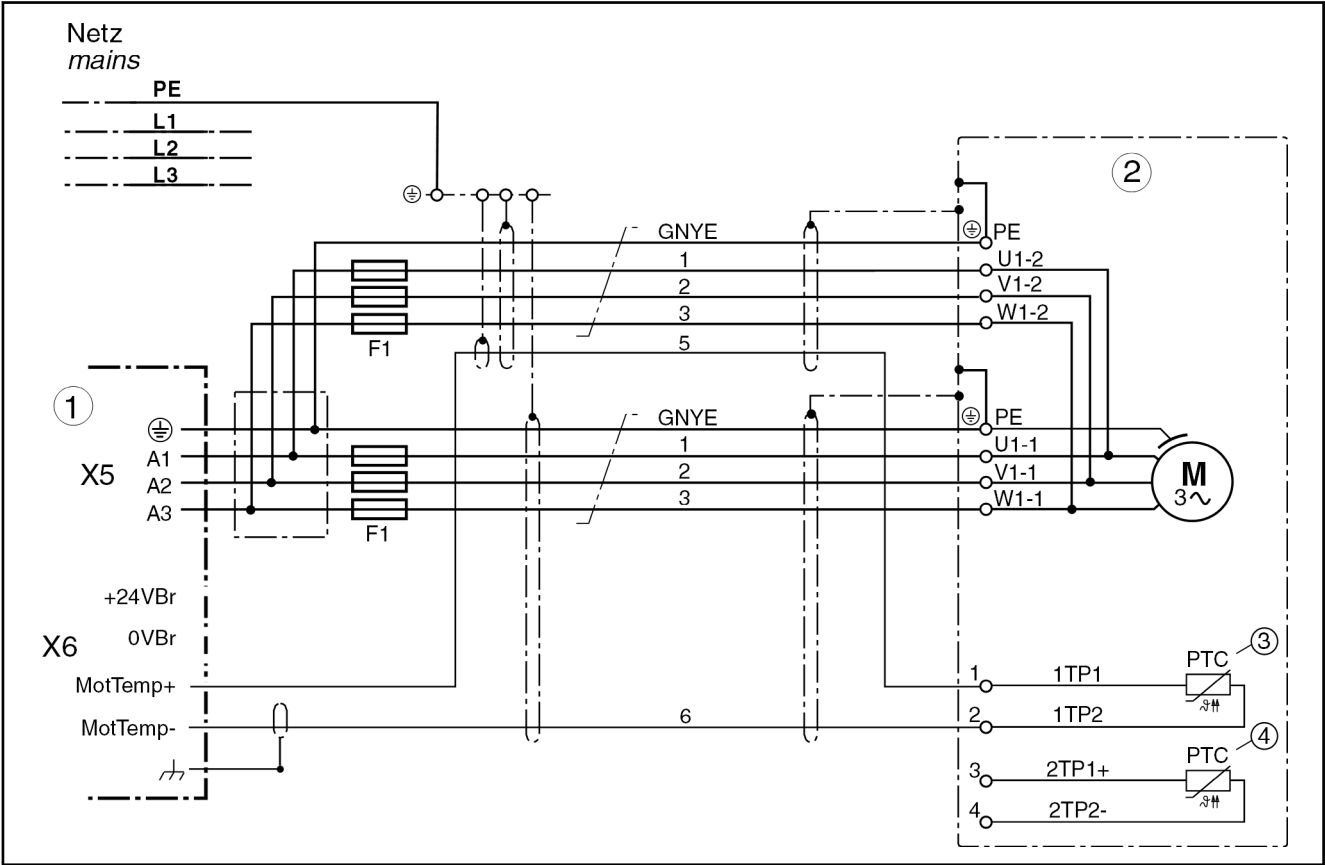 Netz
mains
PE
L1
L2
L3
2
GNYE
1
2
3
5
F1
PE
U1-2
V1-2
W1-2
1
X5
A1
A2
A3
GNYE
1
2
3
F1
PE
U1-1
V1-1
W1-1
M
3~
+24VBr
0VBr
X6
MotTemp+
MotTemp-
6
1
1TP1
PTC
3
2
1TP2
3
2TP1+
PTC
4
4
2TP2-